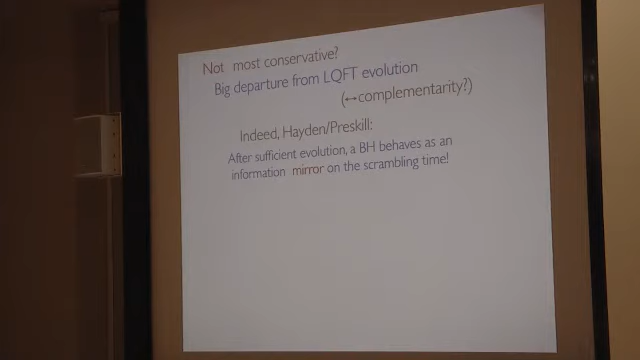 Not most conservative?
Big departure from LQFT evolution
(↔complementarity?)
Indeed, Hayden/Preskill:
After sufficient evolution, a BH behaves as an
information mirror on the scrambling time!